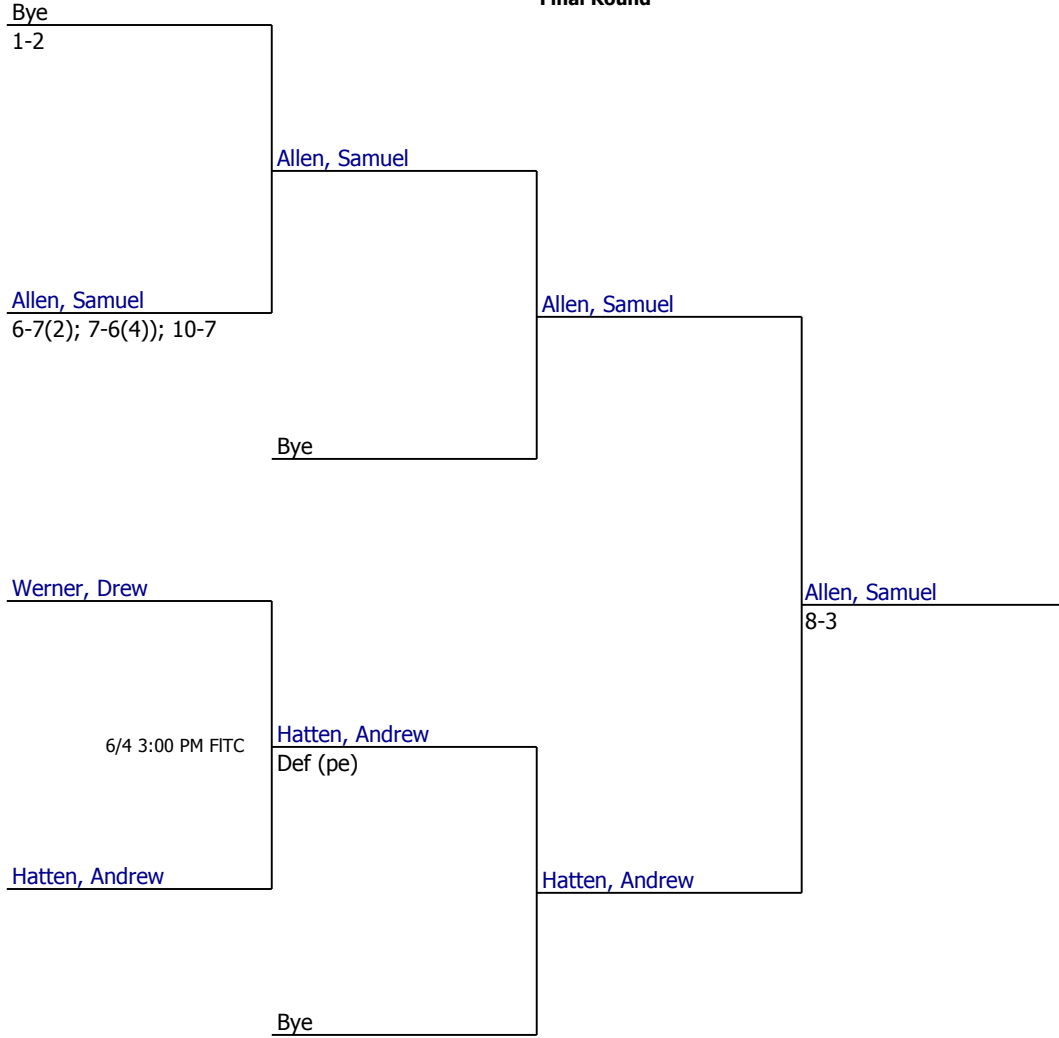 Final Round
Bye
1-2
Allen, Samuel
Allen, Samuel
6-7(2); 7-6(4)); 10-7
Allen, Samuel
Bye
Werner, Drew
Allen, Samuel
8-3
6/4 3:00 PM FlTC
Hatten, Andrew
Def (pe)
Hatten, Andrew
Hatten, Andrew
Bye